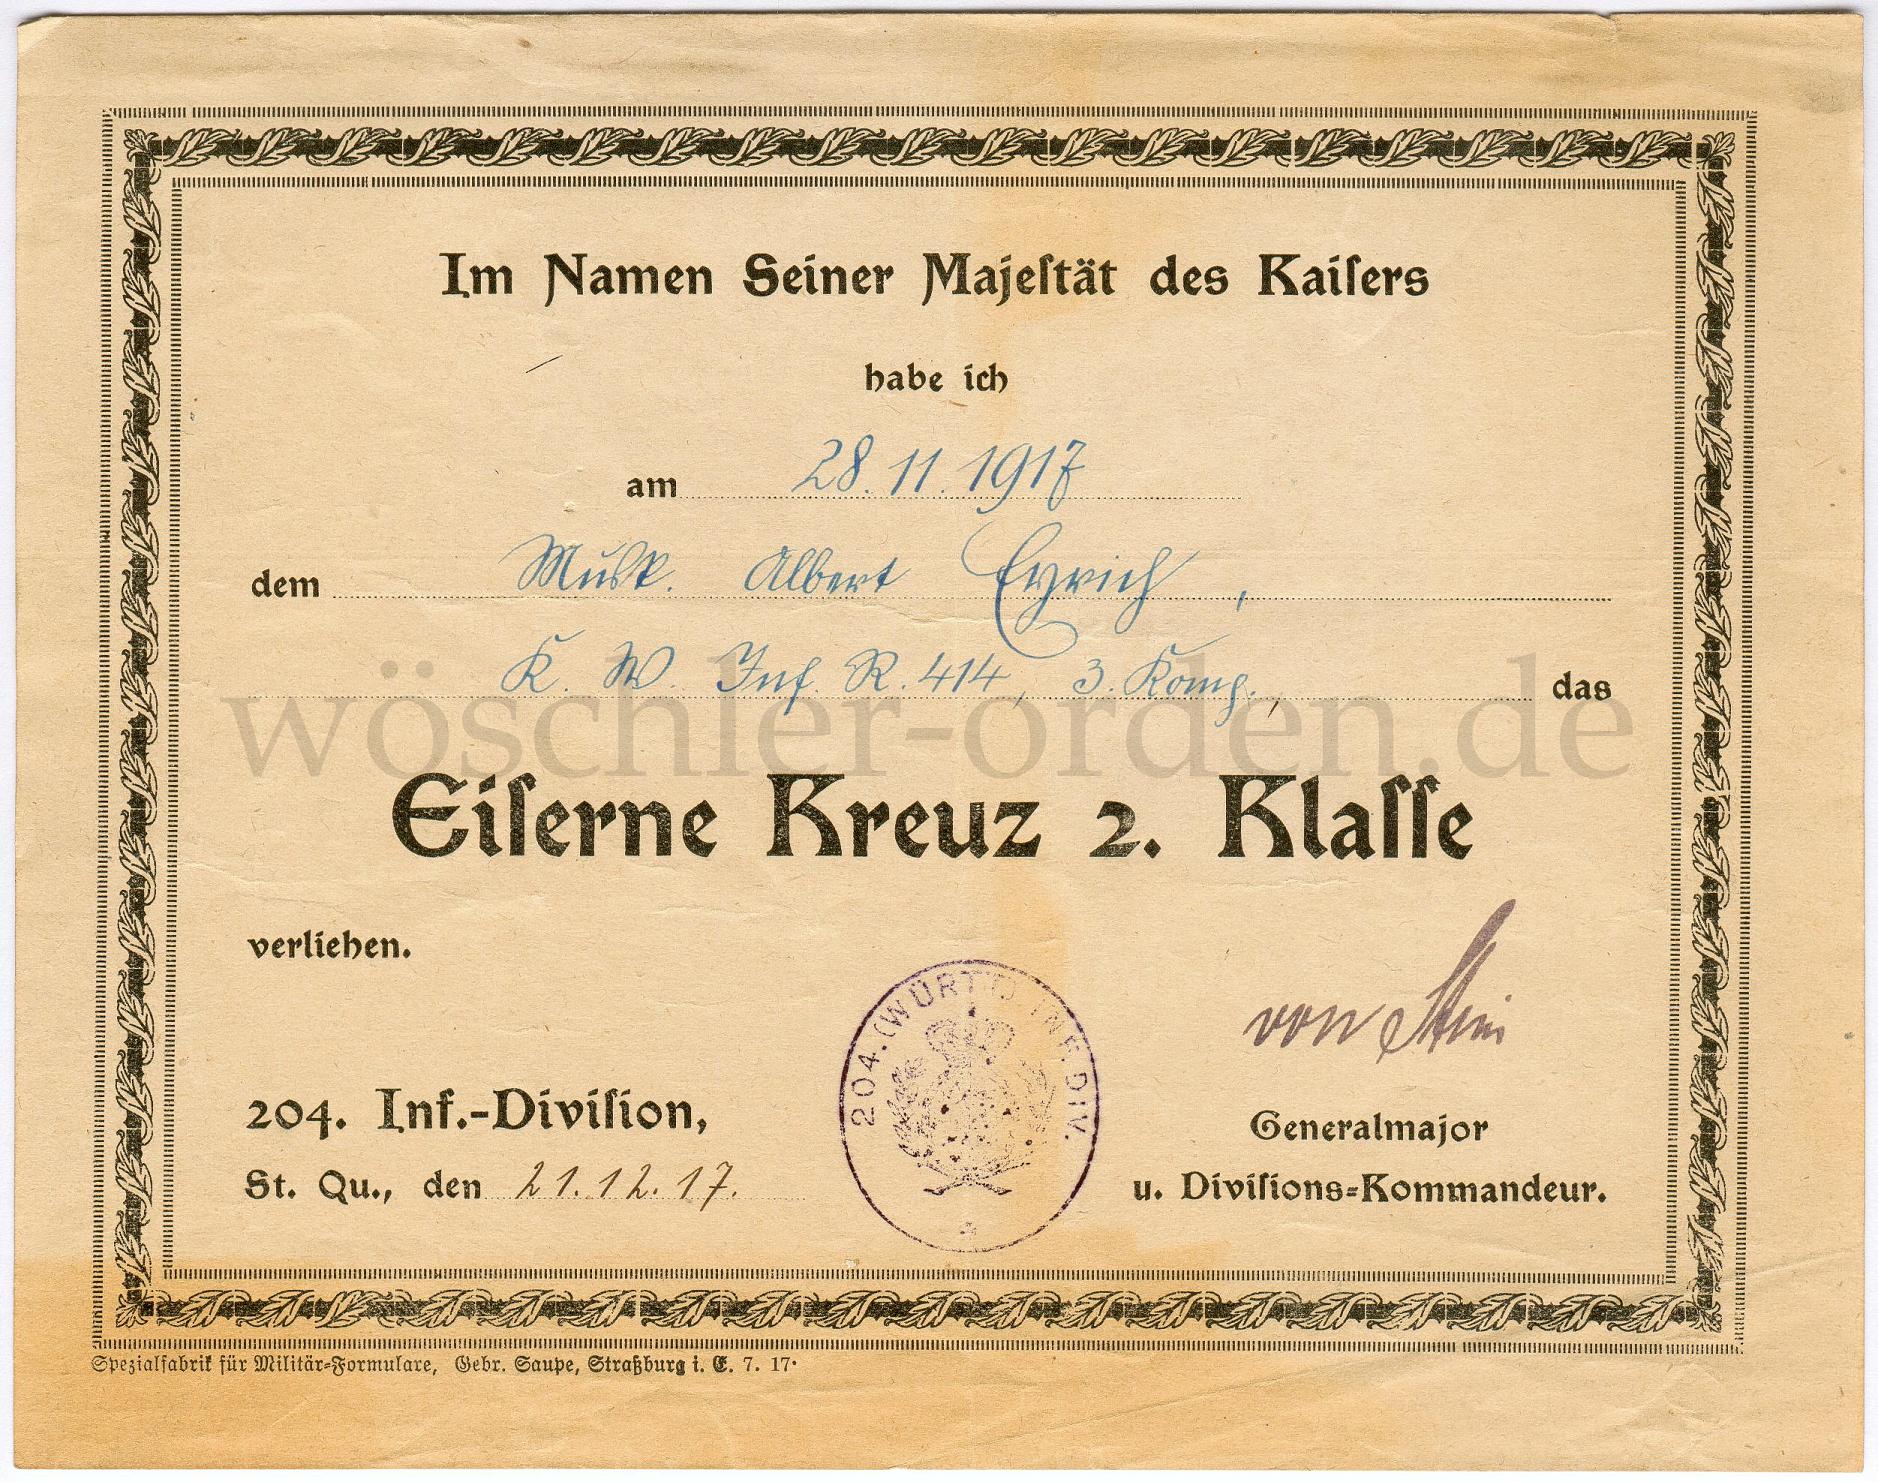 Im Namen Seiner Majeſtät des Kaiſers
habe ich
am 28.11.1917
dem Musk. Albert Eyrich,
K. W. Inf. R. 414, 3. Komp., das
wöschler-orden.de
Eiſerne Kreuz 2. Klaſſe
verliehen.
von Stein
204. (WÜRTT.) INF. DIV.
204. Inf.-Diviſion,
Generalmajor
St. Qu., den 21.12.17.
u. Diviſions-Kommandeur.
Spezialfabrik für Militär-Formulare, Gebr. Saupe, Straßburg i. E. 7. 17.